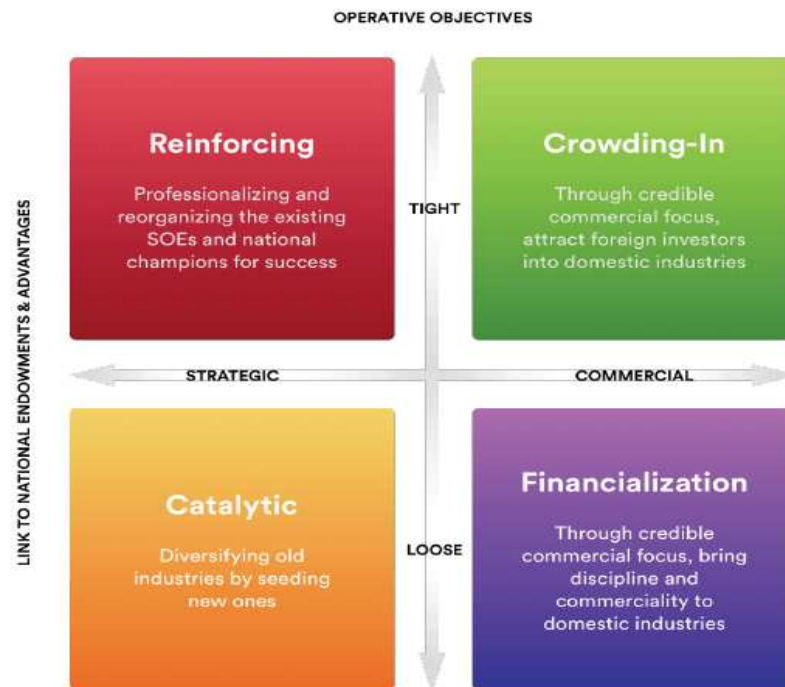 OPERATIVE OBJECTIVES
LINK TO NATIONAL ENDOWMENTS & ADVANTAGES
Reinforcing
Professionalizing and
reorganizing the existing
SOEs and national
champions for success
TIGHT
Crowding-In
Through credible
commercial focus,
attract foreign investors
into domestic industries
STRATEGIC
COMMERCIAL
Catalytic
Diversifying old
industries by seeding
new ones
LOOSE
Financialization
Through credible
commercial focus, bring
discipline and
commerciality to
domestic industries